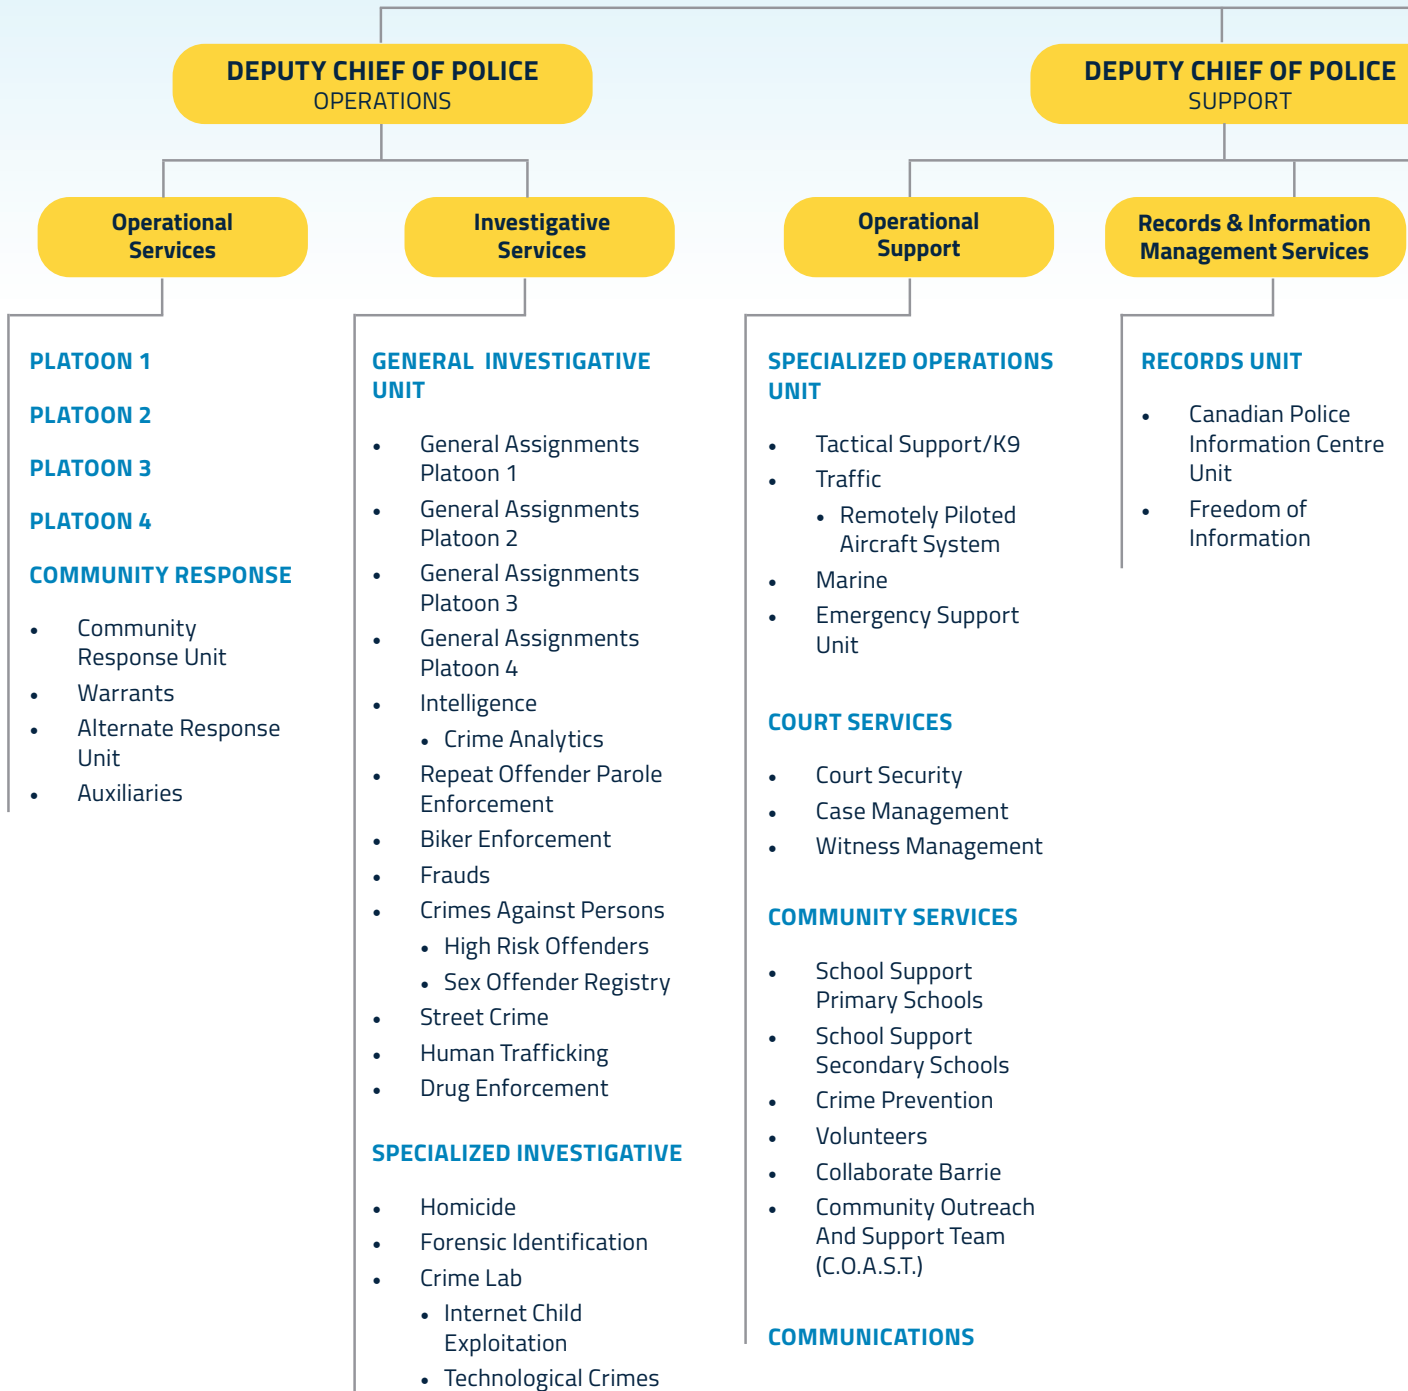 DEPUTY CHIEF OF POLICE
OPERATIONS
DEPUTY CHIEF OF POLICE
SUPPORT
Operational
Services
Investigative
Services
Operational
Support
Records & Information
Management Services
PLATOON 1
PLATOON 2
PLATOON 3
PLATOON 4
COMMUNITY RESPONSE
• Community
Response Unit
• Warrants
• Alternate Response
Unit
• Auxiliaries
GENERAL INVESTIGATIVE
UNIT
• General Assignments
Platoon 1
• General Assignments
Platoon 2
• General Assignments
Platoon 3
• General Assignments
Platoon 4
• Intelligence
• Crime Analytics
• Repeat Offender Parole
Enforcement
• Biker Enforcement
• Frauds
• Crimes Against Persons
• High Risk Offenders
• Sex Offender Registry
• Street Crime
• Human Trafficking
• Drug Enforcement
SPECIALIZED INVESTIGATIVE
• Homicide
• Forensic Identification
• Crime Lab
• Internet Child
Exploitation
• Technological Crimes
SPECIALIZED OPERATIONS
UNIT
• Tactical Support/K9
• Traffic
• Remotely Piloted
Aircraft System
• Marine
• Emergency Support
Unit
COURT SERVICES
• Court Security
• Case Management
• Witness Management
COMMUNITY SERVICES
• School Support
Primary Schools
• School Support
Secondary Schools
• Crime Prevention
• Volunteers
• Collaborate Barrie
• Community Outreach
And Support Team
(C.O.A.S.T.)
COMMUNICATIONS
RECORDS UNIT
• Canadian Police
Information Centre
Unit
• Freedom of
Information